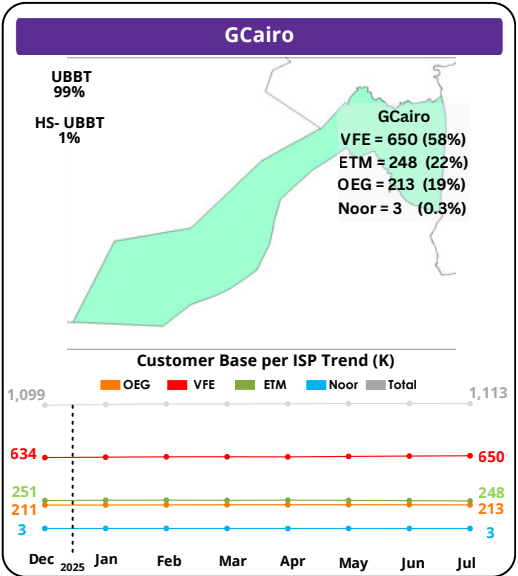 GCairo
UBBT
99%
HS- UBBT
1%
GCairo
VFE = 650 (58%)
ETM = 248 (22%)
OEG = 213 (19%)
Noor = 3 (0.3%)
Customer Base per ISP Trend (K)
OEG VFE ETM Noor Total
1,099 1,113
634 650
251 248
211 213
3 3
Dec 2025 Jan Feb Mar Apr May Jun Jul